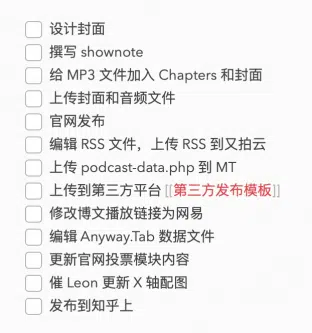 设计封面
撰写 shownote
给 MP3 文件加入 Chapters 和封面
上传封面和音频文件
官网发布
编辑 RSS 文件，上传 RSS 到又拍云
上传 podcast-data.php 到 MT
上传到第三方平台 [[第三方发布模板]]
修改博文播放链接为网易
编辑 Anyway.Tab 数据文件
更新官网投票模块内容
催 Leon 更新 X 轴配图
发布到知乎上